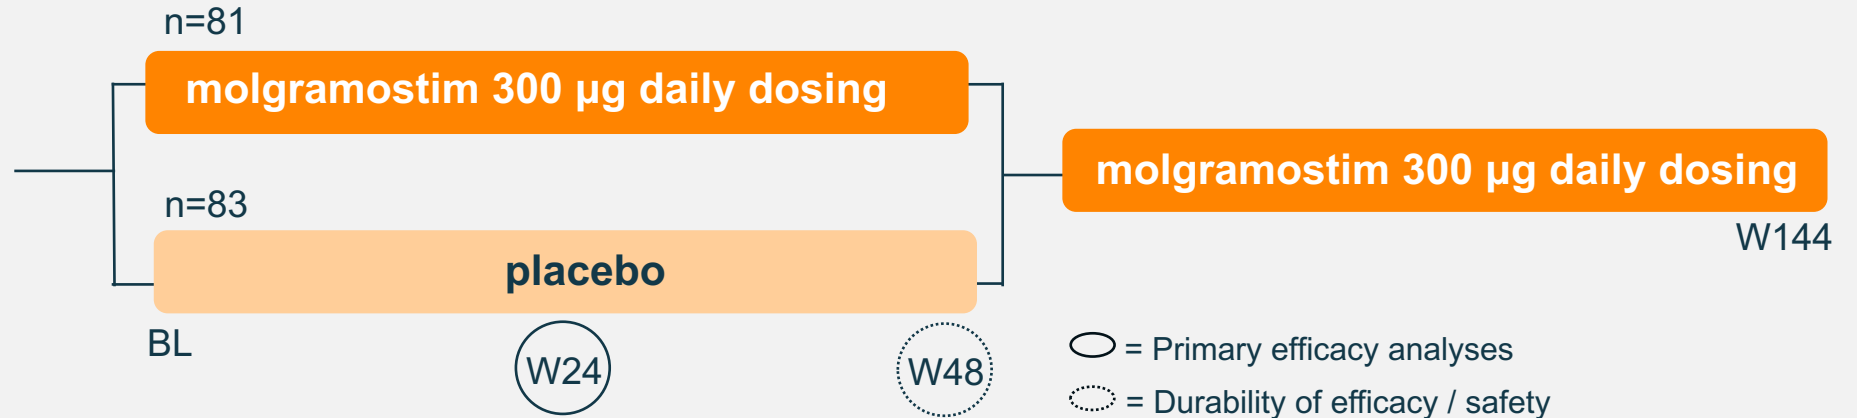 n=81
molgramostim 300 µg daily dosing
n=83
placebo
BL
W24
W48
molgramostim 300 µg daily dosing
W144
= Primary efficacy analyses
= Durability of efficacy / safety